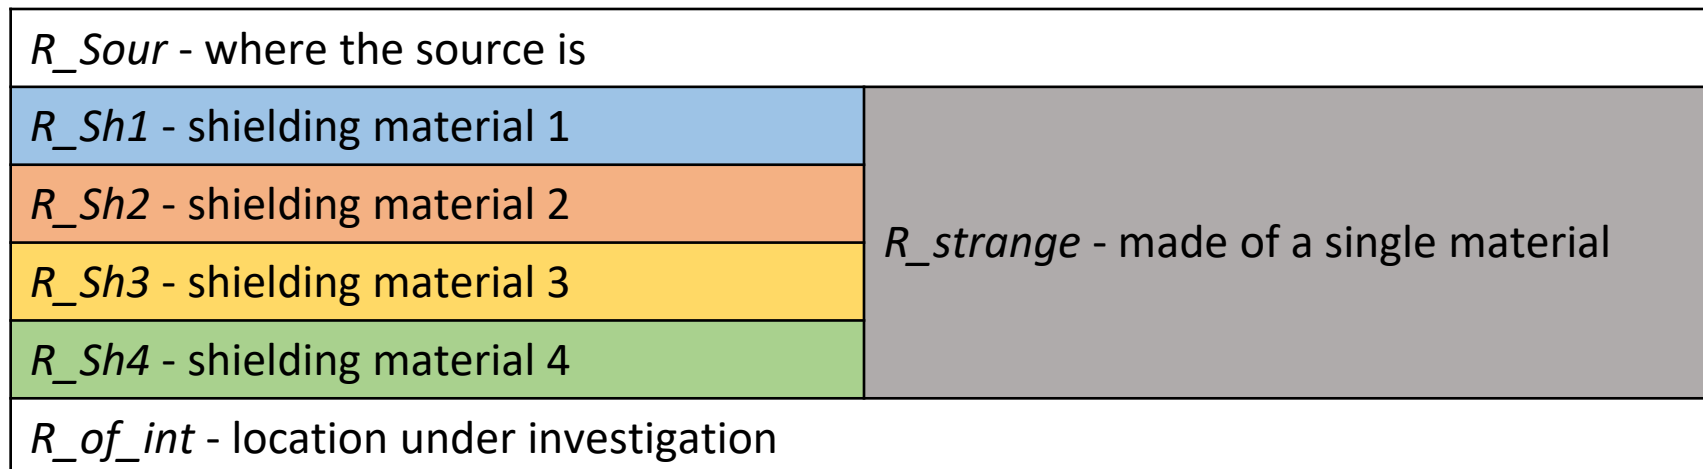 R_Sour - where the source is
R_Sh1 - shielding material 1
R_Sh2 - shielding material 2
R_Sh3 - shielding material 3
R_Sh4 - shielding material 4
R_strange - made of a single material
R_of_int - location under investigation